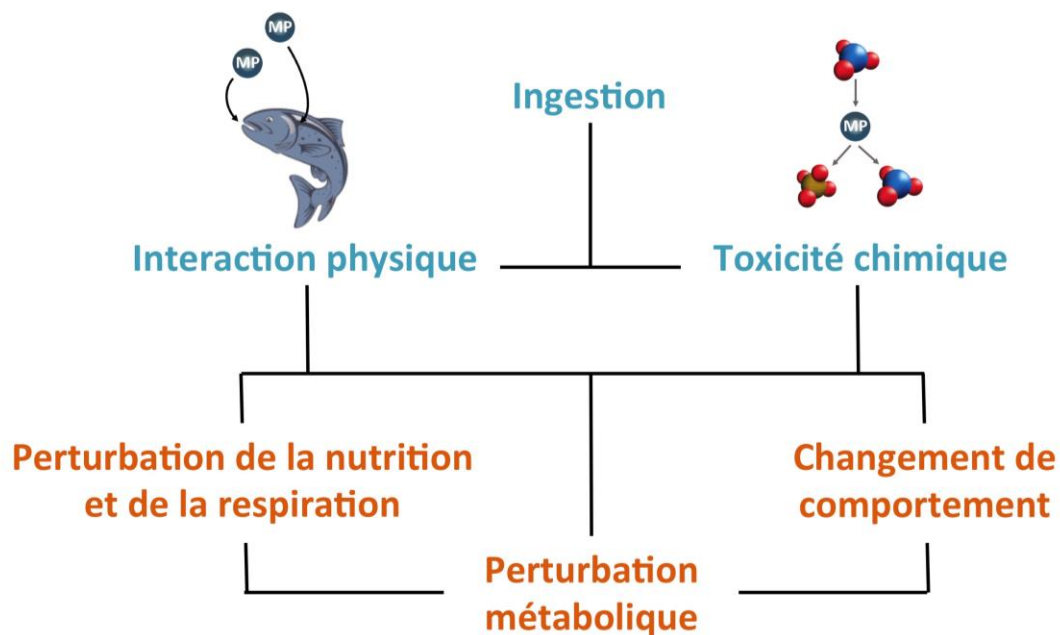 MP
MP
Ingestion
MP
Interaction physique
Toxicité chimique
Perturbation de la nutrition
et de la respiration
Changement de
comportement
Perturbation
métabolique